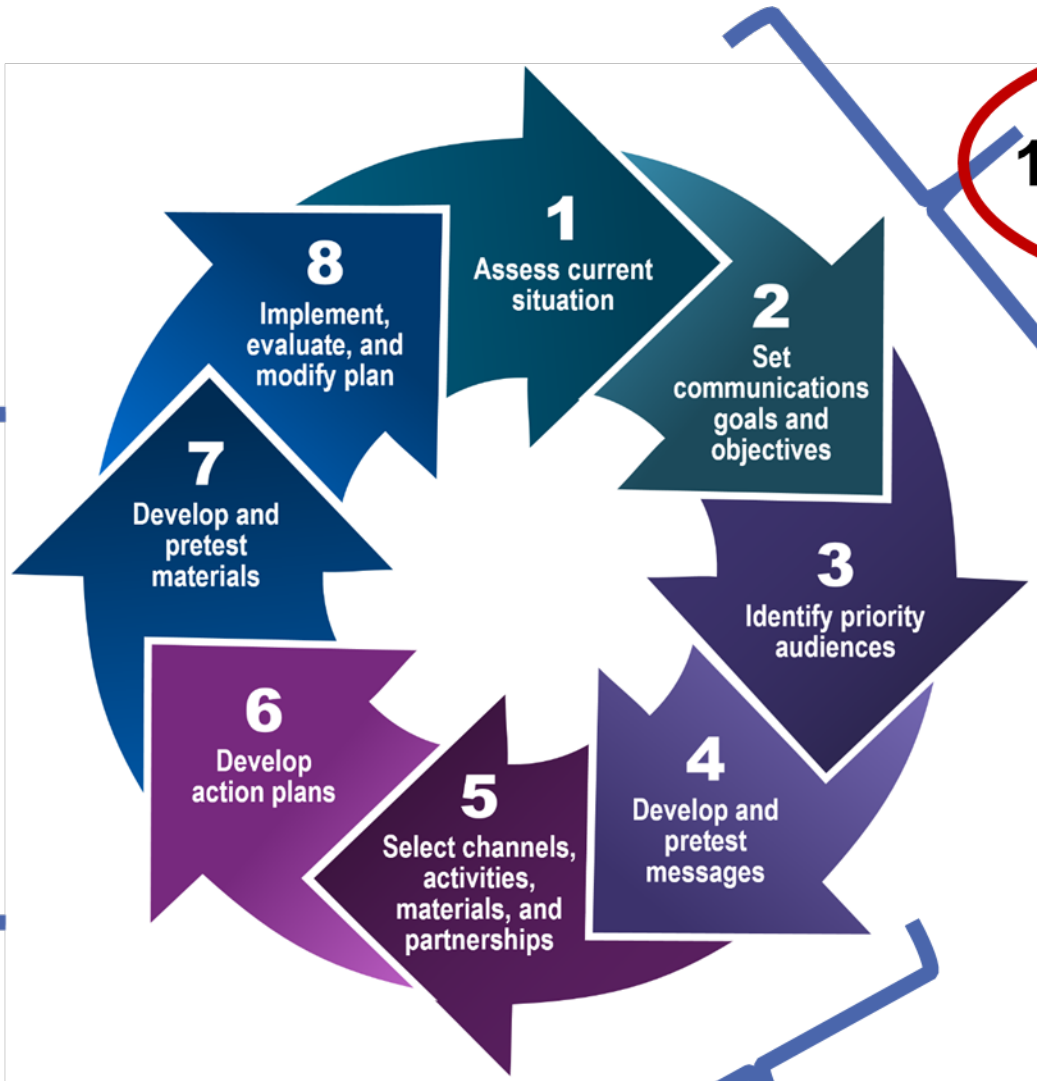 1
Assess current
situation
2
Set
communications
goals and
objectives
3
Identify priority
audiences
4
Develop and
pretest
messages
5
Select channels,
activities,
materials, and
partnerships
6
Develop
action plans
7
Develop and
pretest
materials
8
Implement,
evaluate, and
modify plan
1